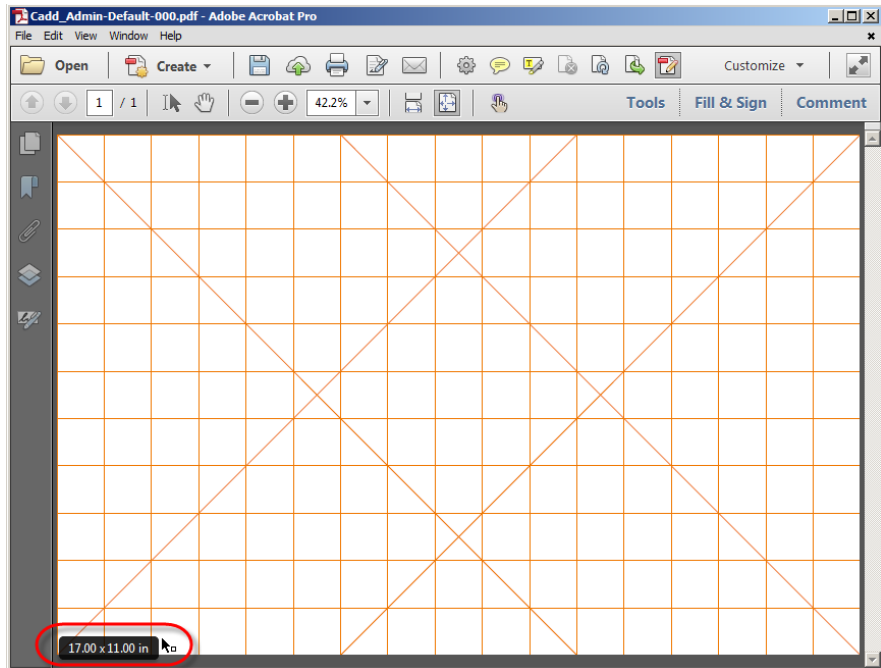 Cadd_Admin-Default-000.pdf - Adobe Acrobat Pro
File Edit View Window Help
Open Create Customize
1 / 1 42.2% Tools Fill & Sign Comment
17.00 x 11.00 in